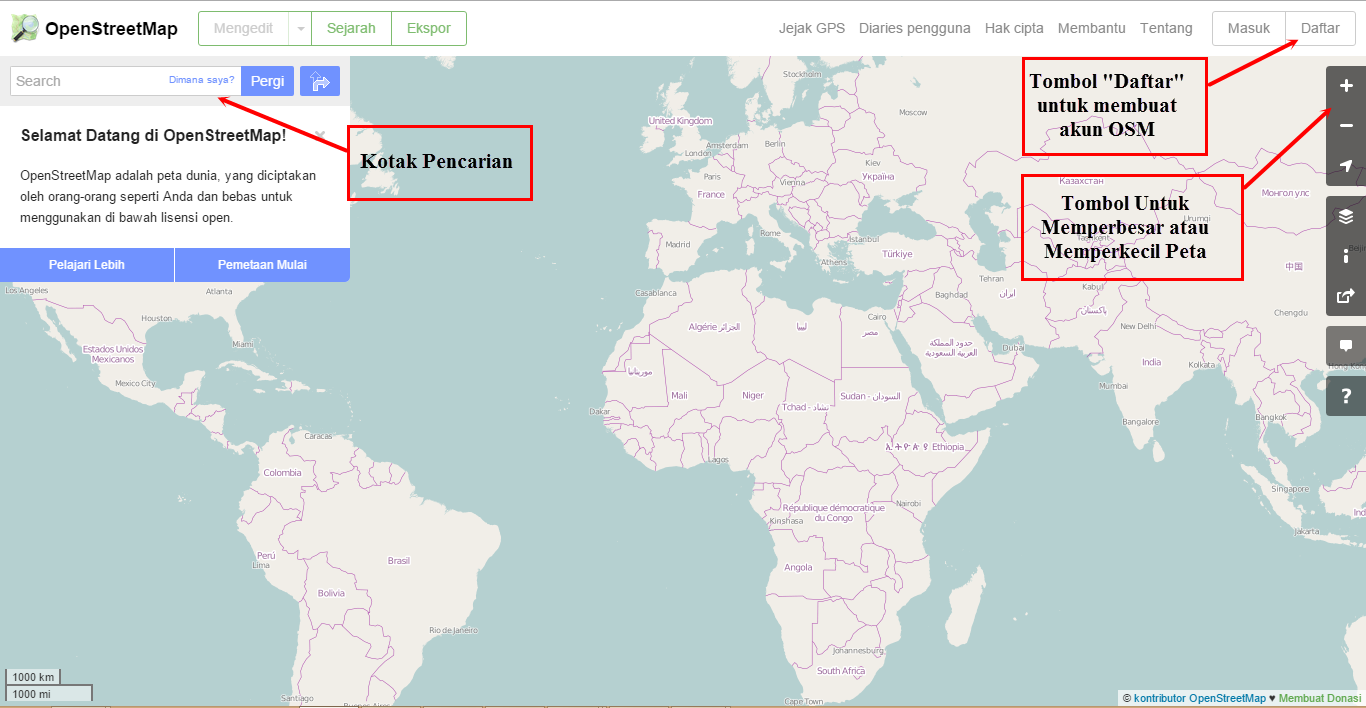 OpenStreetMap
Mengedit
Sejarah
Ekspor
Jejak GPS
Diaries pengguna
Hak cipta
Membantu
Tentang
Masuk
Daftar
Search
Dimana saya?
Pergi
Selamat Datang di OpenStreetMap!
OpenStreetMap adalah peta dunia, yang diciptakan
oleh orang-orang seperti Anda dan bebas untuk
menggunakan di bawah lisensi open.
Pelajari Lebih
Pemetaan Mulai
Kotak Pencarian
Tombol "Daftar"
untuk membuat
akun OSM
Tombol Untuk
Memperbesar atau
Memperkecil Peta
Stockholm
Moscow
United Kingdom
Amsterdam
Berlin
London
Paris
Kiev
Україна
Vienna
France
Казахстан
Монгол улс
Urumqi
Rome
Madrid
Istanbul
Türkiye
Athens
Tehran
Kabul
中国
Los Angeles
Atlanta
Casablanca
Baghdad
ایران
پاکستان
Houston
Cairo
Chengdu
Algérie الجزائر
ليبيا
مصر
New Delhi
Miami
Estados Unidos
Mexicanos
حدود المملكة
العربية السعودية
Dubai
India
Kolkata
Mexico City
موريتانيا
Mali
Niger
Tchad - تشاد
Sudan - السودان
Mumbai
Dakar
Bangkok
Bangalore
Caracas
ኢትዮጵያ Ethiopia
Lagos
Colombia
Singapore
Nairobi
République démocratique
du Congo
Kinshasa
Ind
Jakarta
Perú
Lima
Brasil
Angola
Bolivia
Rio de Janeiro
Johannesburg
South Africa
Santiago
Buenos Aires
Cape Town
1000 km
1000 mi
© kontributor OpenStreetMap ♥ Membuat Donasi